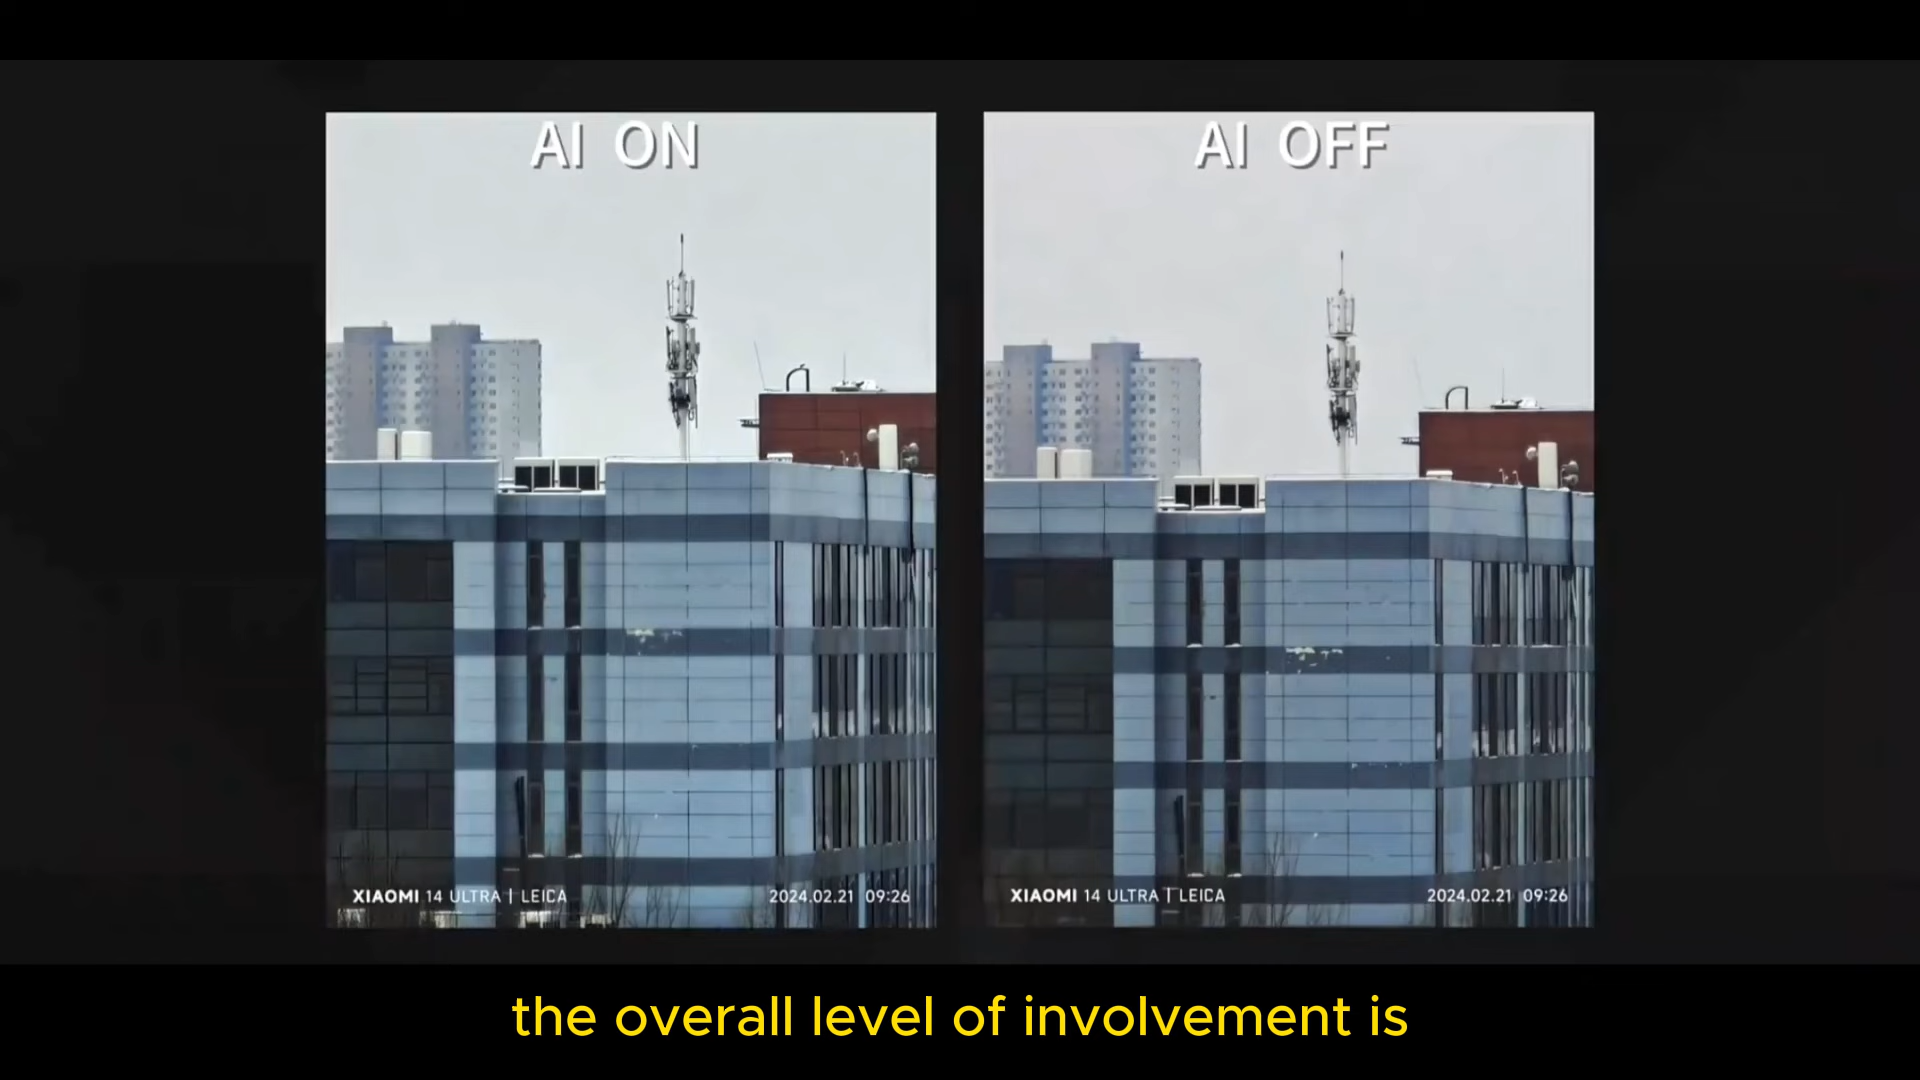 AI ON
AI OFF
XIAOMI 14 ULTRA | LEICA
2024.02.21 09:26
XIAOMI 14 ULTRA | LEICA
2024.02.21 09:26
the overall level of involvement is